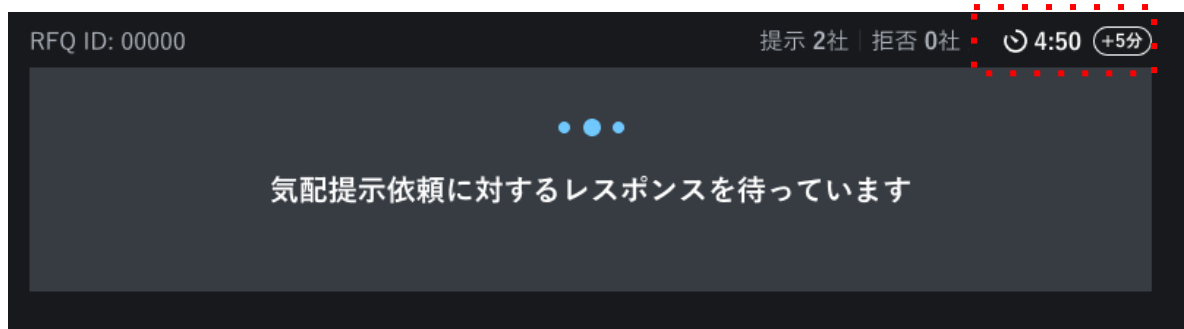 RFQ ID: 00000 提示 2社 | 拒否 0社 4:50 +5分
気配提示依頼に対するレスポンスを待っています